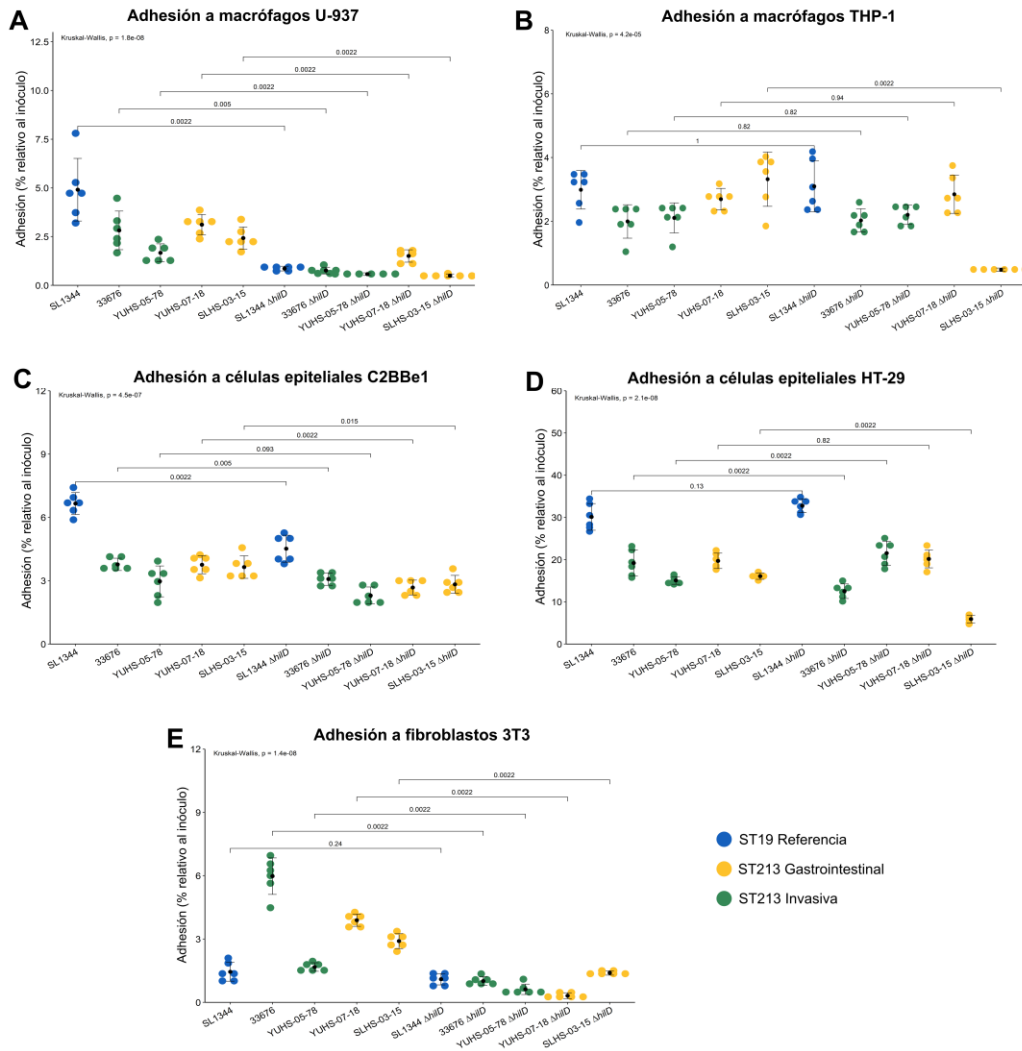 A
Adhesión a macrófagos U-937
Kruskal-Wallis, p = 1.8e-08
Adhesión (% relativo al inóculo)
12.5
10.0
7.5
5.0
2.5
0.0
0.0022
0.0022
0.0022
0.005
0.0022
SL1344
33676
YUHS-05-78
YUHS-07-18
SLHS-03-15
SL1344 ΔhilD
33676 ΔhilD
YUHS-05-78 ΔhilD
YUHS-07-18 ΔhilD
SLHS-03-15 ΔhilD
B
Adhesión a macrófagos THP-1
Kruskal-Wallis, p = 4.2e-05
Adhesión (% relativo al inóculo)
8
6
4
2
0
0.0022
0.94
0.82
0.82
1
SL1344
33676
YUHS-05-78
YUHS-07-18
SLHS-03-15
SL1344 ΔhilD
33676 ΔhilD
YUHS-05-78 ΔhilD
YUHS-07-18 ΔhilD
SLHS-03-15 ΔhilD
C
Adhesión a células epiteliales C2BBe1
Kruskal-Wallis, p = 4.5e-07
Adhesión (% relativo al inóculo)
12
9
6
3
0
0.015
0.0022
0.093
0.005
0.0022
SL1344
33676
YUHS-05-78
YUHS-07-18
SLHS-03-15
SL1344 ΔhilD
33676 ΔhilD
YUHS-05-78 ΔhilD
YUHS-07-18 ΔhilD
SLHS-03-15 ΔhilD
D
Adhesión a células epiteliales HT-29
Kruskal-Wallis, p = 2.1e-08
Adhesión (% relativo al inóculo)
60
50
40
30
20
10
0
0.0022
0.82
0.0022
0.0022
0.13
SL1344
33676
YUHS-05-78
YUHS-07-18
SLHS-03-15
SL1344 ΔhilD
33676 ΔhilD
YUHS-05-78 ΔhilD
YUHS-07-18 ΔhilD
SLHS-03-15 ΔhilD
E
Adhesión a fibroblastos 3T3
Kruskal-Wallis, p = 1.4e-08
Adhesión (% relativo al inóculo)
12
9
6
3
0
0.0022
0.0022
0.0022
0.0022
0.24
SL1344
33676
YUHS-05-78
YUHS-07-18
SLHS-03-15
SL1344 ΔhilD
33676 ΔhilD
YUHS-05-78 ΔhilD
YUHS-07-18 ΔhilD
SLHS-03-15 ΔhilD
ST19 Referencia
ST213 Gastrointestinal
ST213 Invasiva